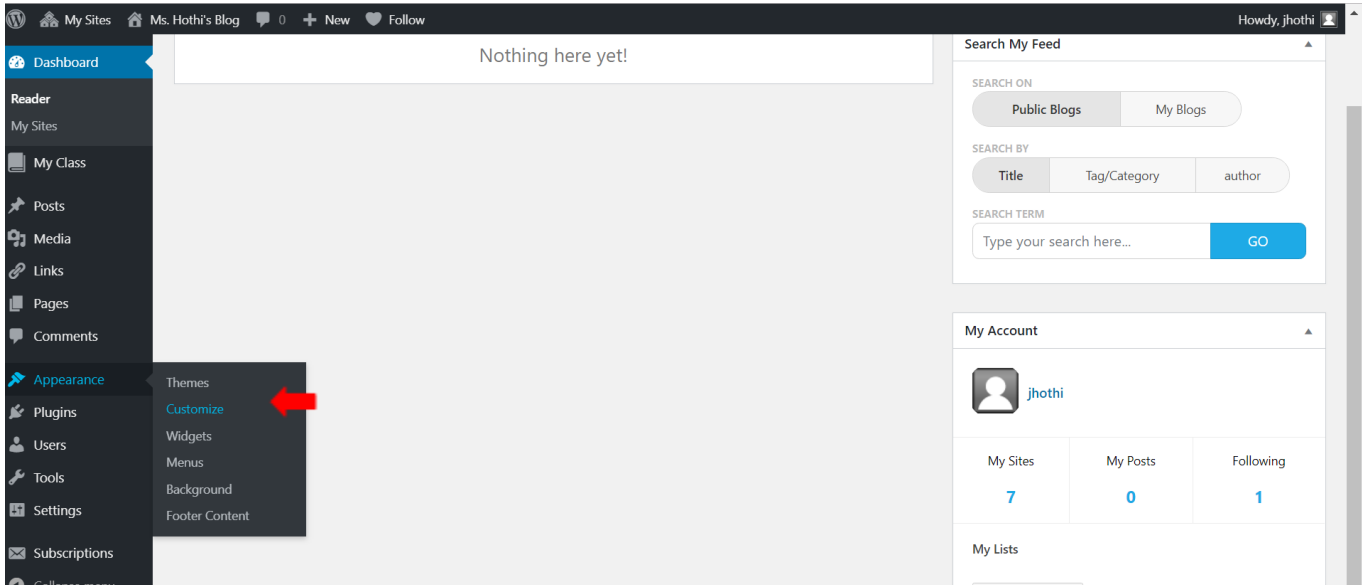 My Sites Ms. Hothi's Blog 0 New Follow Howdy, jhothi
Dashboard
Reader
My Sites
My Class
Posts
Media
Links
Pages
Comments
Appearance
Plugins
Users
Tools
Settings
Subscriptions
Collapse menu
Themes
Customize
Widgets
Menus
Background
Footer Content
Nothing here yet!
Search My Feed
SEARCH ON
Public Blogs My Blogs
SEARCH BY
Title Tag/Category author
SEARCH TERM
Type your search here... GO
My Account
jhothi
My Sites My Posts Following
7 0 1
My Lists